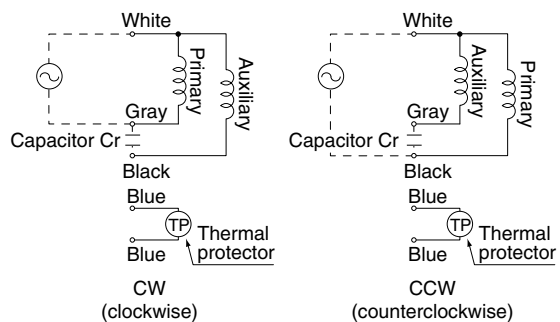 White
Primary
Auxiliary
Gray
Capacitor Cr
Black
Blue
TP
Blue
Thermal
protector
CW
(clockwise)
White
Auxiliary
Primary
Gray
Capacitor Cr
Black
Blue
TP
Blue
Thermal
protector
CCW
(counterclockwise)